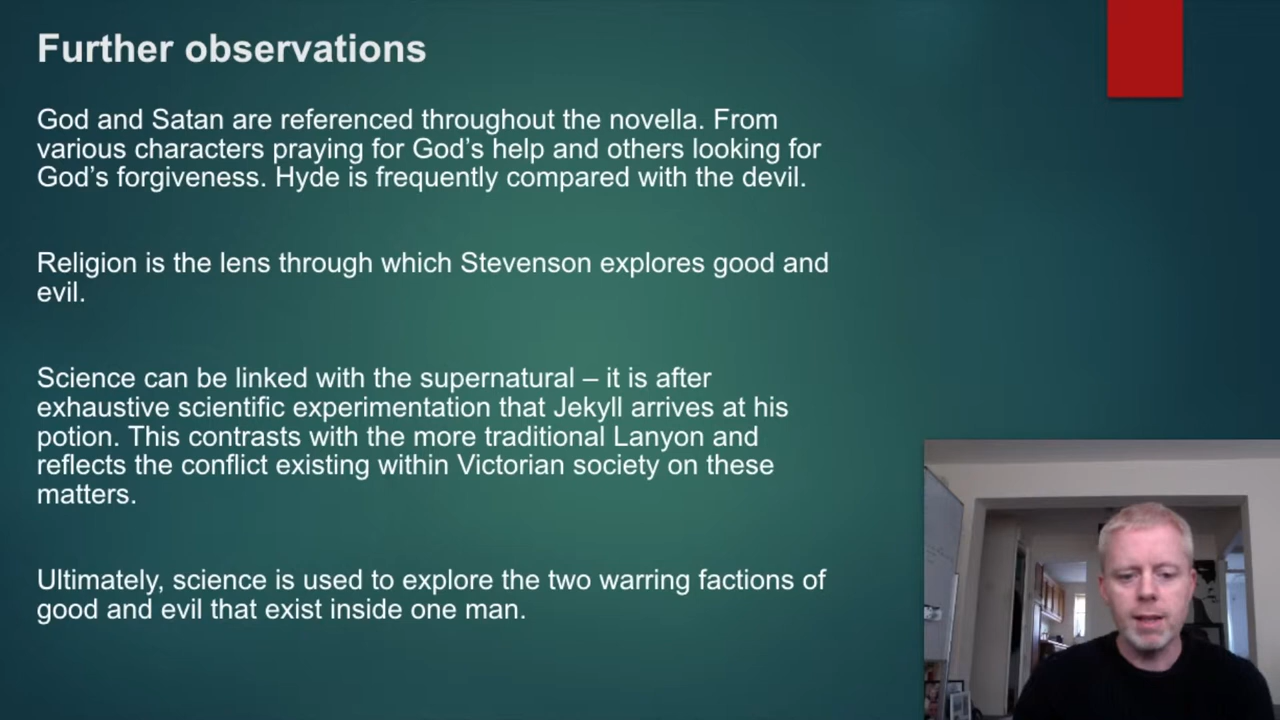 Further observations
God and Satan are referenced throughout the novella. From
various characters praying for God’s help and others looking for
God’s forgiveness. Hyde is frequently compared with the devil.
Religion is the lens through which Stevenson explores good and
evil.
Science can be linked with the supernatural – it is after
exhaustive scientific experimentation that Jekyll arrives at his
potion. This contrasts with the more traditional Lanyon and
reflects the conflict existing within Victorian society on these
matters.
Ultimately, science is used to explore the two warring factions of
good and evil that exist inside one man.